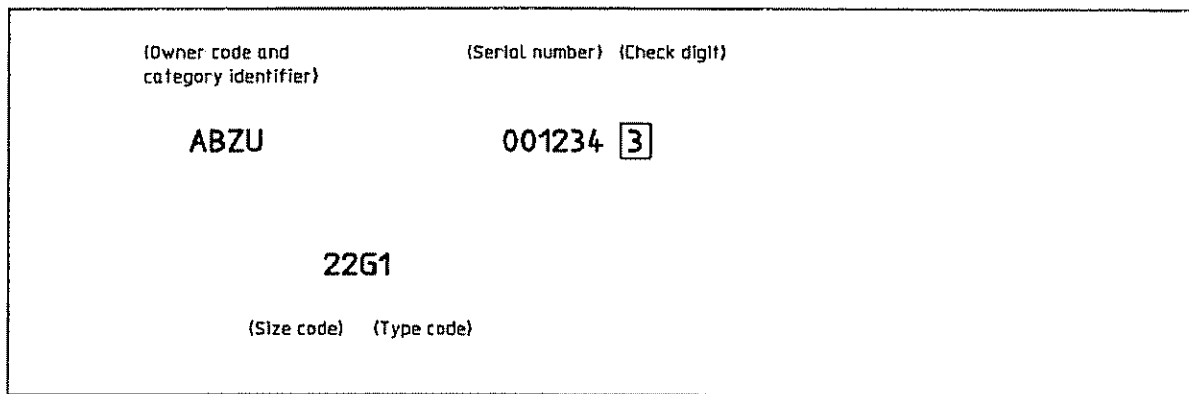 (Owner code and (Serial number) (Check digit)
category identifier)
ABZU 001234 3
22G1
(Size code) (Type code)